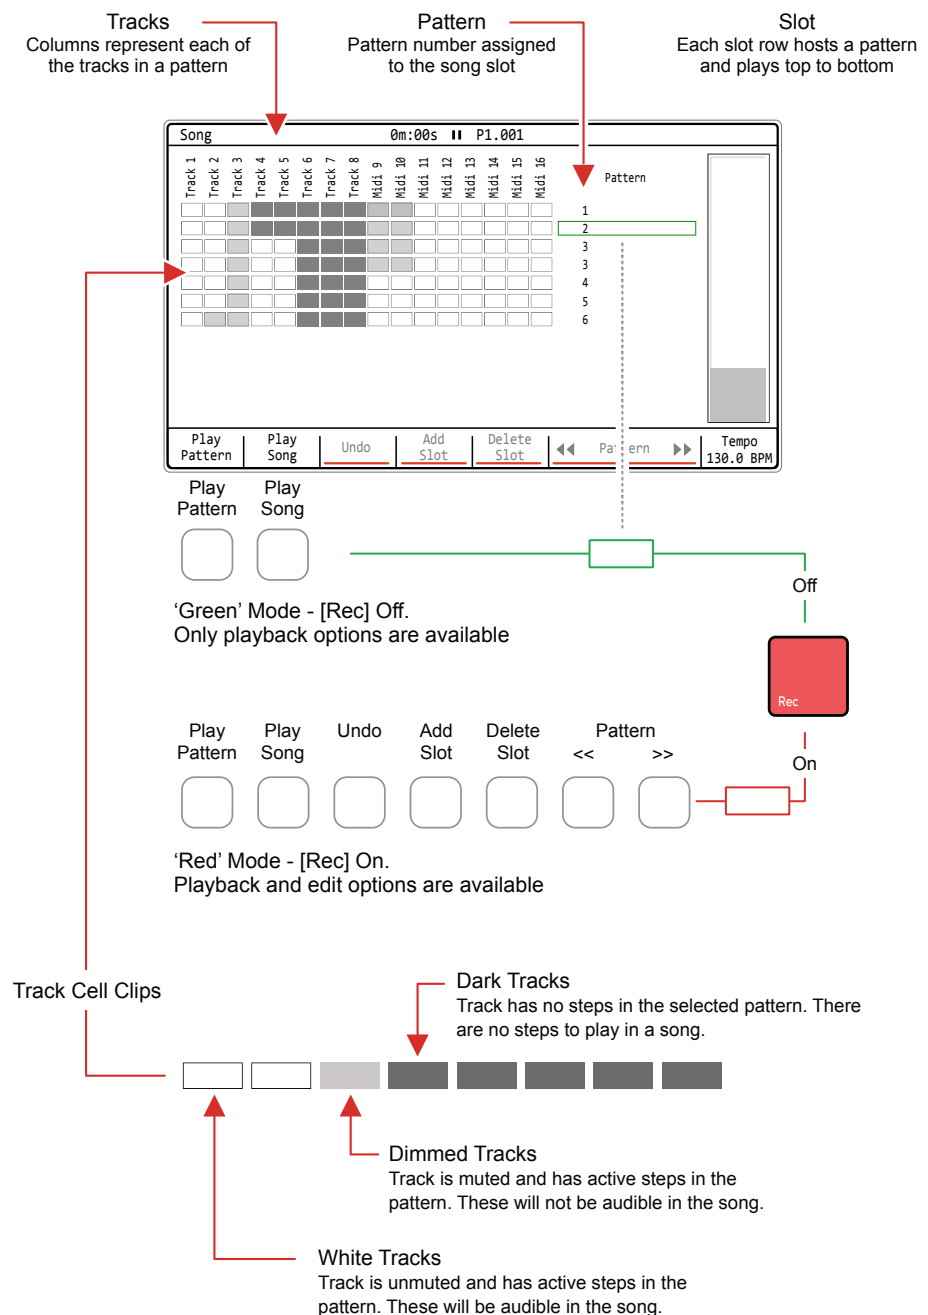 Tracks
Columns represent each of
the tracks in a pattern
Pattern
Pattern number assigned
to the song slot
Slot
Each slot row hosts a pattern
and plays top to bottom
Song
0m:00s
P1.001
Track 1
Track 2
Track 3
Track 4
Track 5
Track 6
Track 7
Track 8
Midi 9
Midi 10
Midi 11
Midi 12
Midi 13
Midi 14
Midi 15
Midi 16
Pattern
1
2
3
3
4
5
6
Play
Pattern
Play
Song
Undo
Add
Slot
Delete
Slot
Pattern
Tempo
130.0 BPM
Play
Pattern
Play
Song
Off
'Green' Mode - [Rec] Off.
Only playback options are available
Rec
Play
Pattern
Play
Song
Undo
Add
Slot
Delete
Slot
Pattern
<< >>
On
'Red' Mode - [Rec] On.
Playback and edit options are available
Track Cell Clips
Dark Tracks
Track has no steps in the selected pattern. There
are no steps to play in a song.
Dimmed Tracks
Track is muted and has active steps in the
pattern. These will not be audible in the song.
White Tracks
Track is unmuted and has active steps in the
pattern. These will be audible in the song.